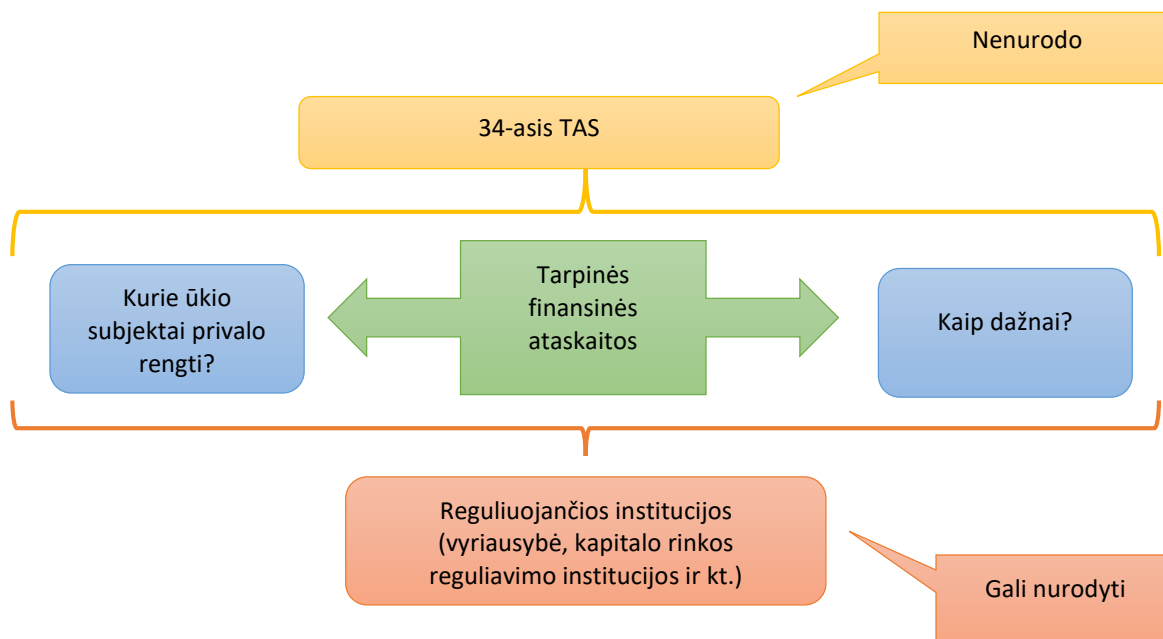 Nenurodo
34-asis TAS
Kurie ūkio
subjektai privalo
rengti?
Tarpinės
finansinės
ataskaitos
Kaip dažnai?
Reguliuojančios institucijos
(vyriausybė, kapitalo rinkos
reguliavimo institucijos ir kt.)
Gali nurodyti